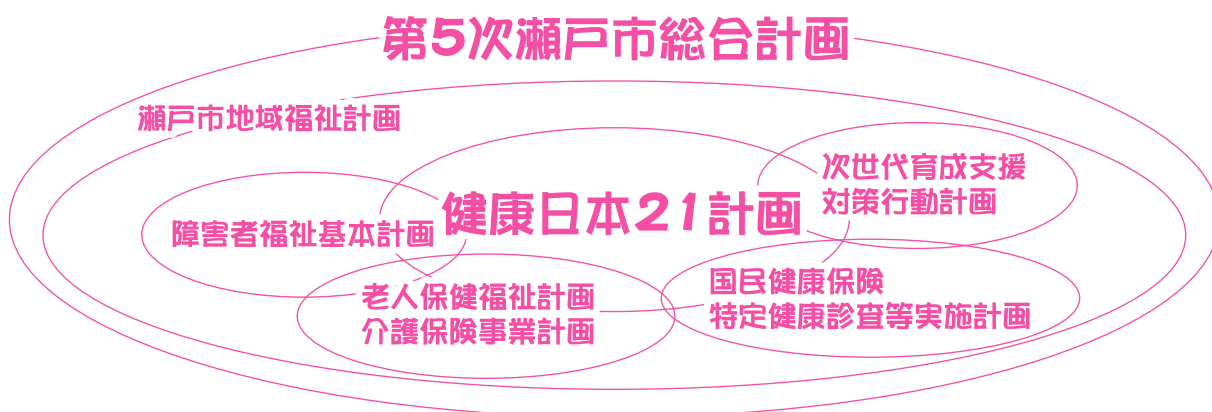 第5次瀬戸市総合計画
瀬戸市地域福祉計画
次世代育成支援
対策行動計画
健康日本21計画
障害者福祉基本計画
老人保健福祉計画
介護保険事業計画
国民健康保険
特定健康診査等実施計画